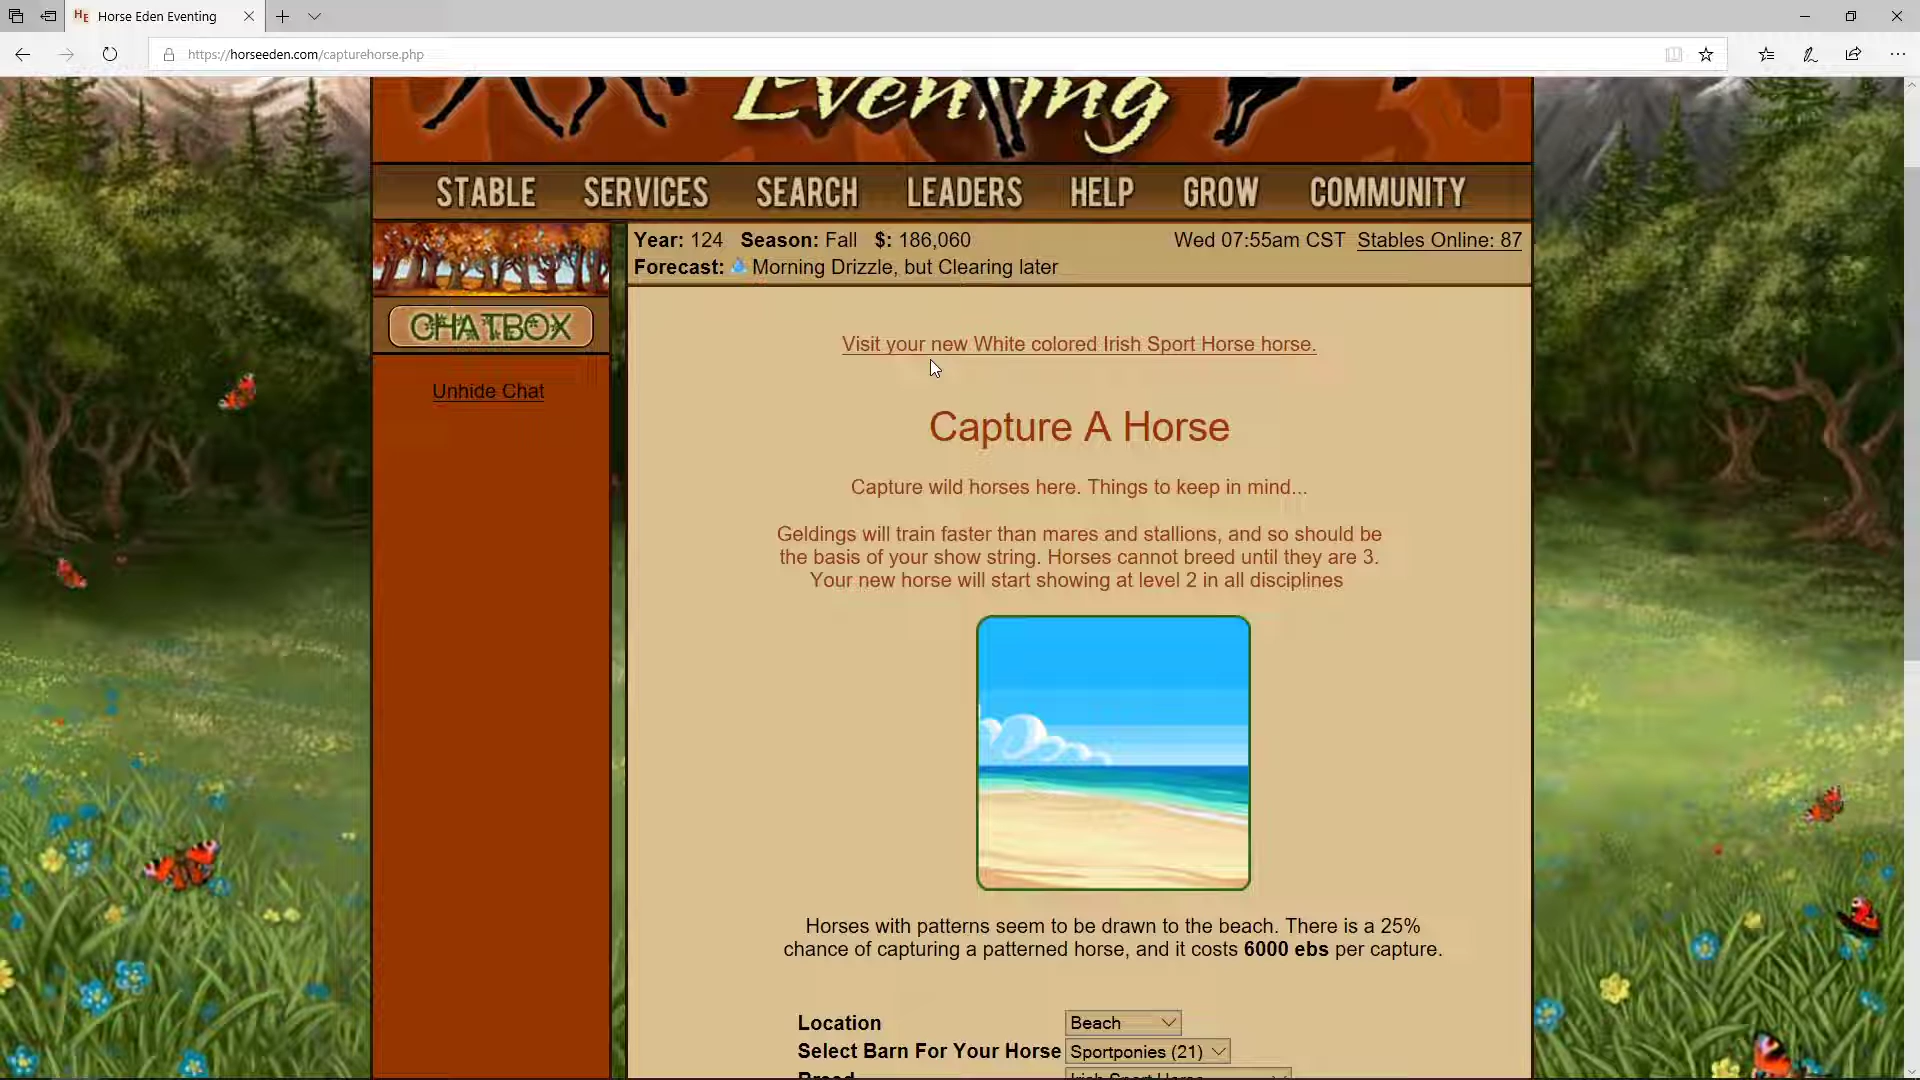 Horse Eden Eventing
https://horseeden.com/capturehorse.php
Eventing
STABLE SERVICES SEARCH LEADERS HELP GROW COMMUNITY
Year: 124 Season: Fall $: 186,060 Wed 07:55am CST Stables Online: 87
Forecast: Morning Drizzle, but Clearing later
CHATBOX
Unhide Chat
Visit your new White colored Irish Sport Horse horse.
Capture A Horse
Capture wild horses here. Things to keep in mind...
Geldings will train faster than mares and stallions, and so should be
the basis of your show string. Horses cannot breed until they are 3.
Your new horse will start showing at level 2 in all disciplines
Horses with patterns seem to be drawn to the beach. There is a 25%
chance of capturing a patterned horse, and it costs 6000 ebs per capture.
Location Beach
Select Barn For Your Horse Sportponies (21)
Breed Irish Sport Horse